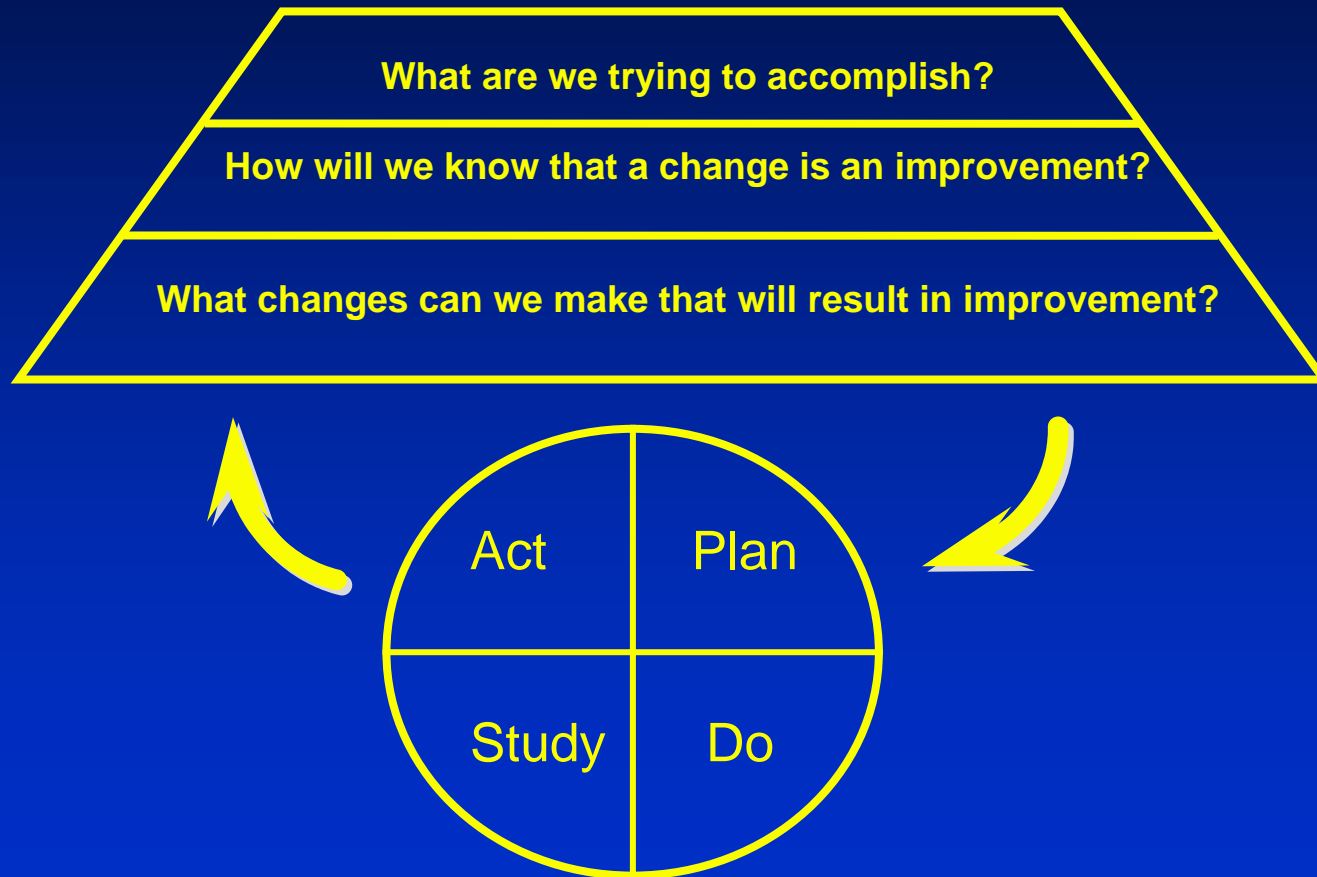 What are we trying to accomplish?
How will we know that a change is an improvement?
What changes can we make that will result in improvement?
Act
Plan
Study
Do